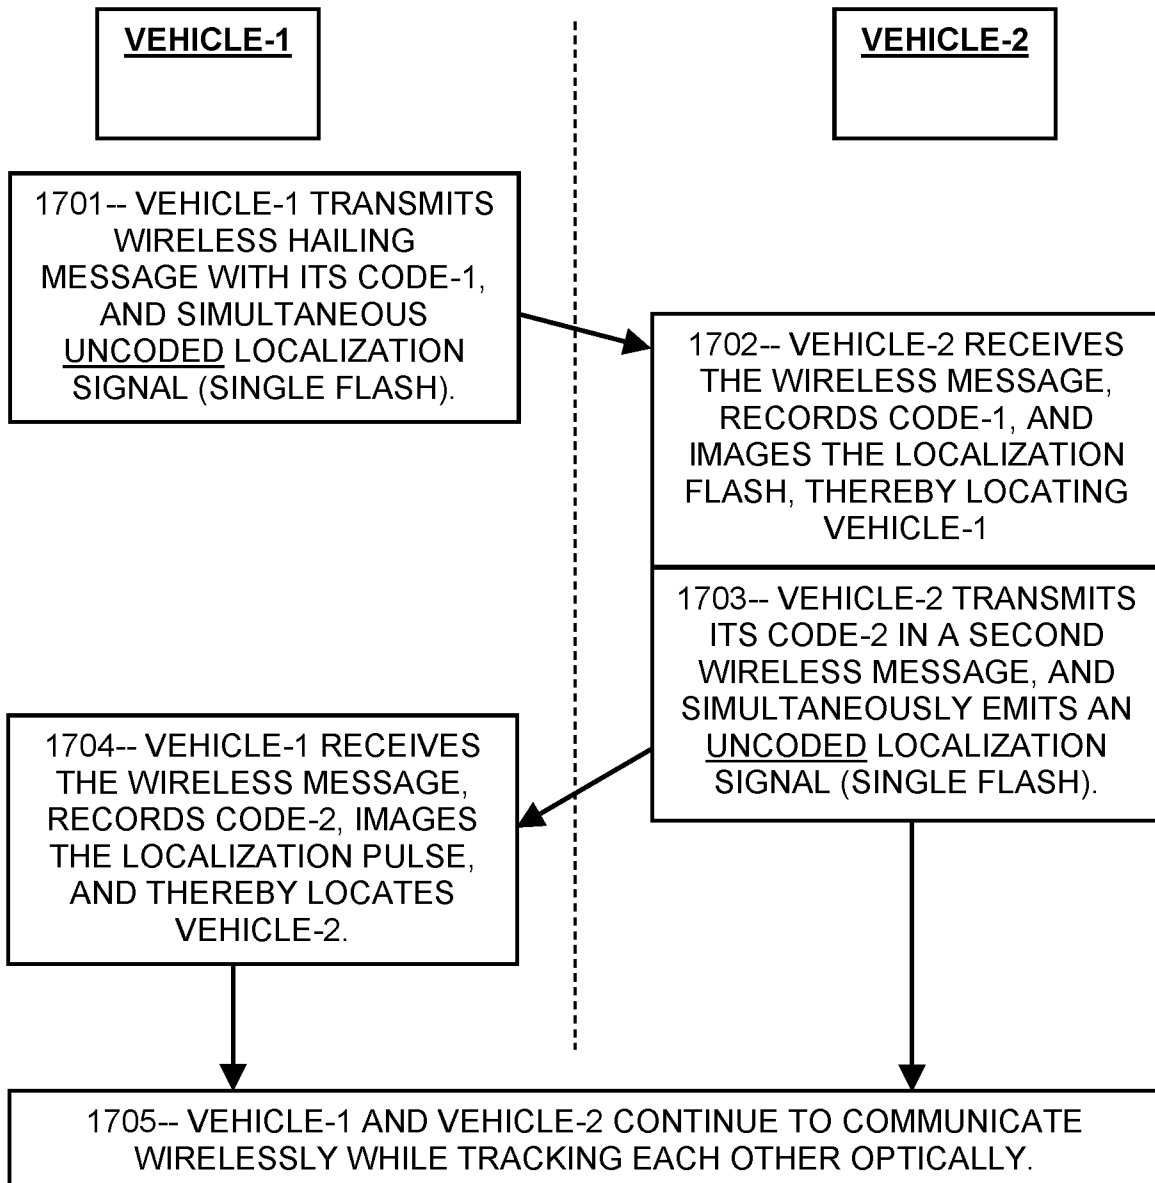 VEHICLE-1
VEHICLE-2
1701-- VEHICLE-1 TRANSMITS
WIRELESS HAILING
MESSAGE WITH ITS CODE-1,
AND SIMULTANEOUS
UNCODED LOCALIZATION
SIGNAL (SINGLE FLASH).
1702-- VEHICLE-2 RECEIVES
THE WIRELESS MESSAGE,
RECORDS CODE-1, AND
IMAGES THE LOCALIZATION
FLASH, THEREBY LOCATING
VEHICLE-1
1703-- VEHICLE-2 TRANSMITS
ITS CODE-2 IN A SECOND
WIRELESS MESSAGE, AND
SIMULTANEOUSLY EMITS AN
UNCODED LOCALIZATION
SIGNAL (SINGLE FLASH).
1704-- VEHICLE-1 RECEIVES
THE WIRELESS MESSAGE,
RECORDS CODE-2, IMAGES
THE LOCALIZATION PULSE,
AND THEREBY LOCATES
VEHICLE-2.
1705-- VEHICLE-1 AND VEHICLE-2 CONTINUE TO COMMUNICATE
WIRELESSLY WHILE TRACKING EACH OTHER OPTICALLY.